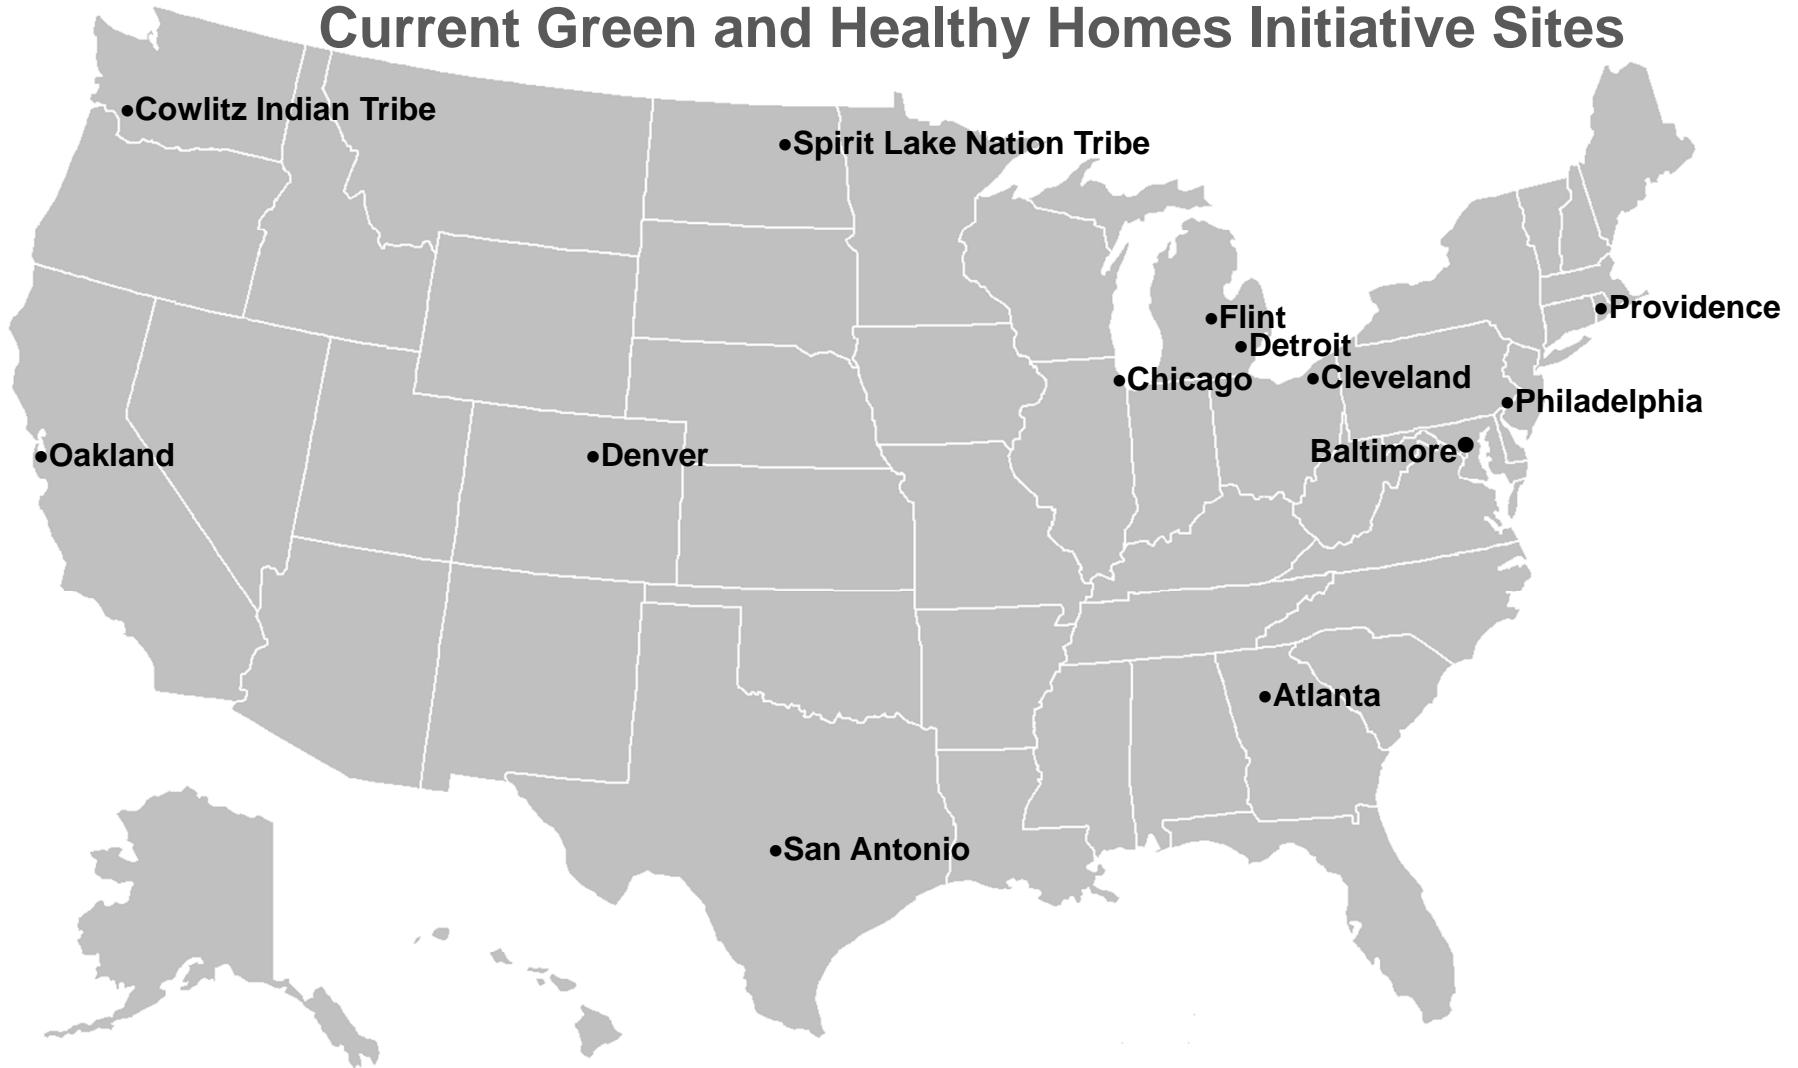 Current Green and Healthy Homes Initiative Sites
•Cowlitz Indian Tribe
•Spirit Lake Nation Tribe
•Providence
•Flint
•Detroit
•Chicago
•Cleveland
•Philadelphia
Baltimore•
•Oakland
•Denver
•Atlanta
•San Antonio